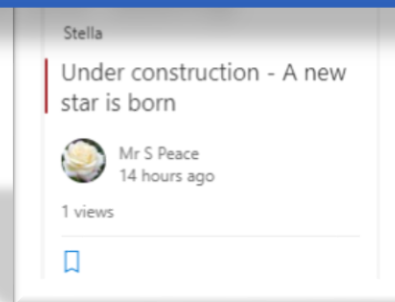 Stella
Under construction - A new
star is born
Mr S Peace
14 hours ago
1 views